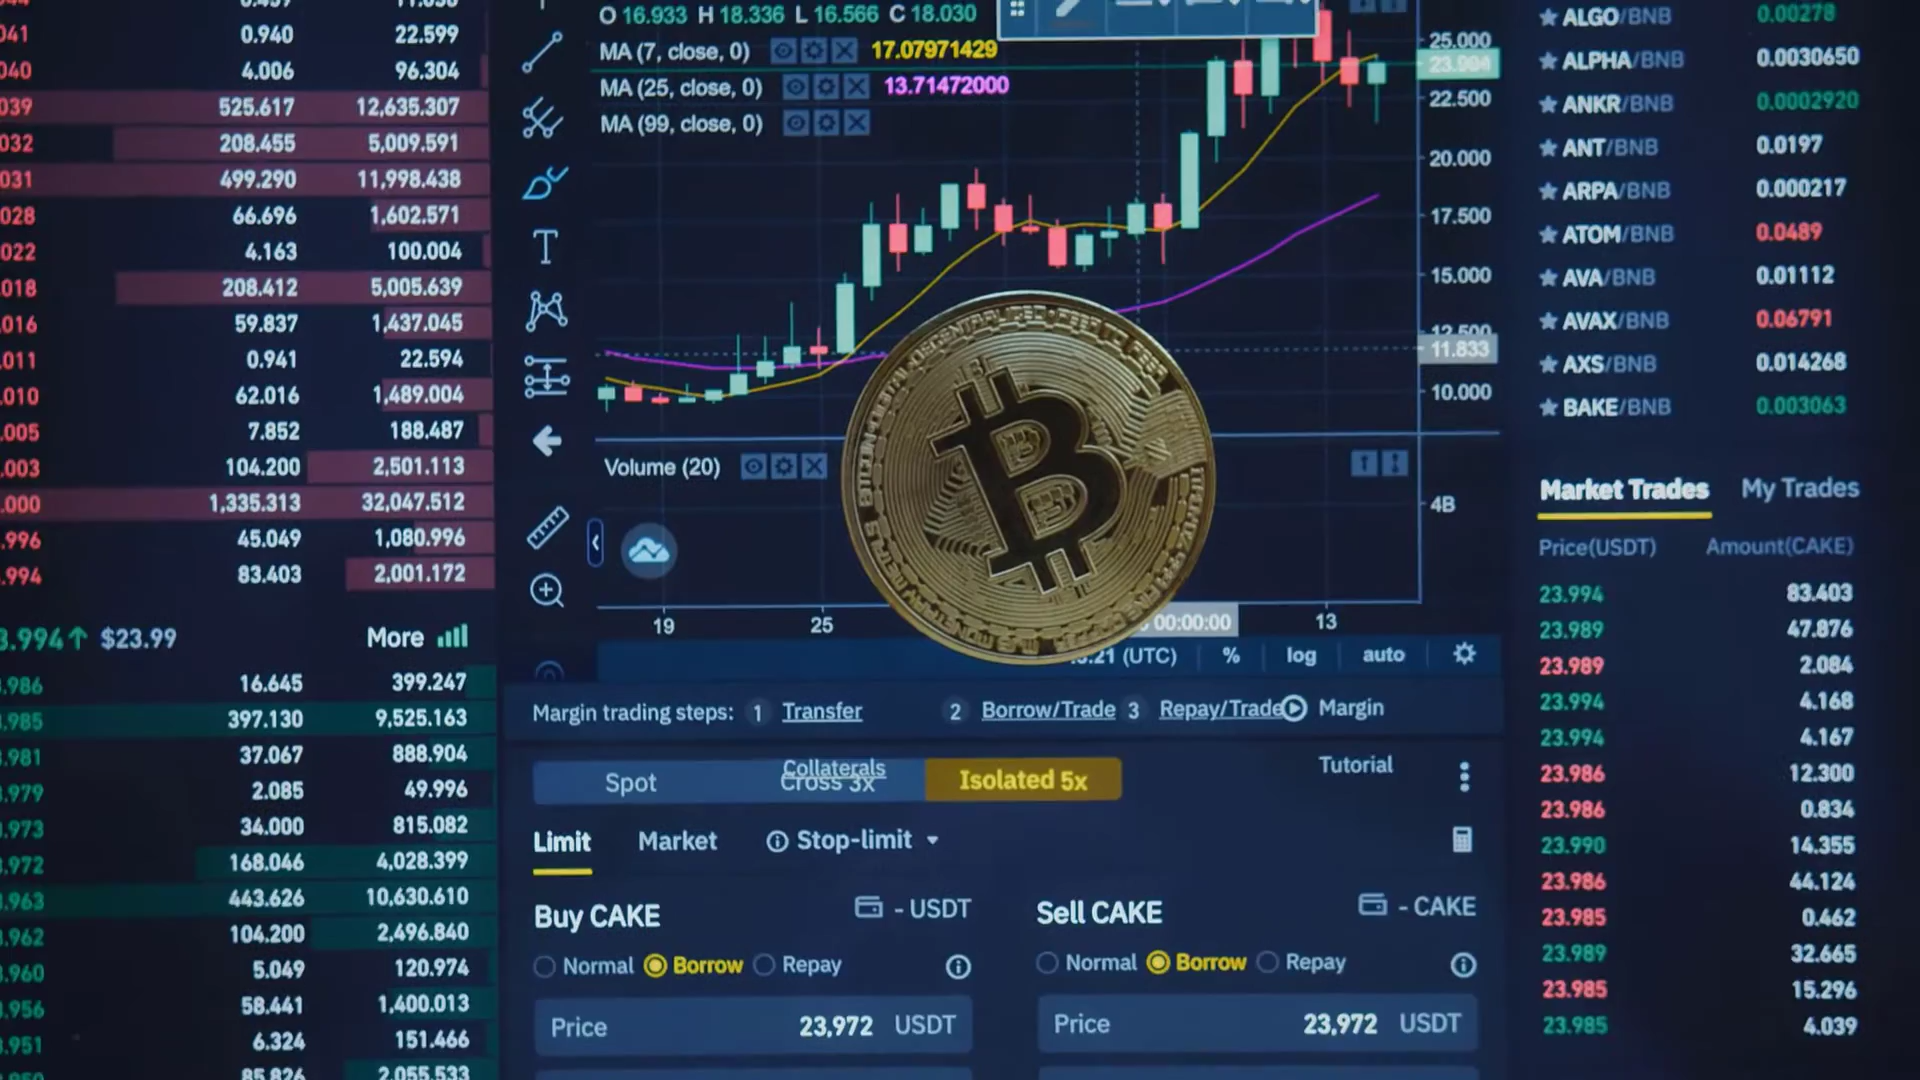 0.940 22.599
4.006 96.304
525.617 12,635.307
208.455 5,009.591
499.290 11,998.438
66.696 1,602.571
4.163 100.004
208.412 5,005.639
59.837 1,437.045
0.941 22.594
62.016 1,489.004
7.852 188.487
104.200 2,501.113
1,335.313 32,047.512
45.049 1,080.996
83.403 2,001.172
3.994↑ $23.99 More
16.645 399.247
397.130 9,525.163
37.067 888.904
2.085 49.996
34.000 815.082
168.046 4,028.399
443.626 10,630.610
104.200 2,496.840
5.049 120.974
58.441 1,400.013
6.324 151.466
85.826 2,055.533
O 16.933 H 18.336 L 16.566 C 18.030
MA (7, close, 0) 17.07971429
MA (25, close, 0) 13.71472000
MA (99, close, 0)
25.000
23.994
22.500
20.000
17.500
15.000
12.500
11.833
10.000
Volume (20)
4B
19 25 00:00:00 13
:21 (UTC) % log auto
Margin trading steps: 1 Transfer 2 Borrow/Trade 3 Repay/Trade Margin
Tutorial
Collaterals
Spot Cross 3x Isolated 5x
Limit Market Stop-limit
Buy CAKE - USDT Sell CAKE - CAKE
Normal Borrow Repay Normal Borrow Repay
Price 23,972 USDT Price 23,972 USDT
ALGO/BNB 0.00278
ALPHA/BNB 0.0030650
ANKR/BNB 0.0002920
ANT/BNB 0.0197
ARPA/BNB 0.000217
ATOM/BNB 0.0489
AVA/BNB 0.01112
AVAX/BNB 0.06791
AXS/BNB 0.014268
BAKE/BNB 0.003063
Market Trades My Trades
Price(USDT) Amount(CAKE)
23.994 83.403
23.989 47.876
23.989 2.084
23.994 4.168
23.994 4.167
23.986 12.300
23.986 0.834
23.990 14.355
23.986 44.124
23.985 0.462
23.989 32.665
23.985 15.296
23.985 4.039